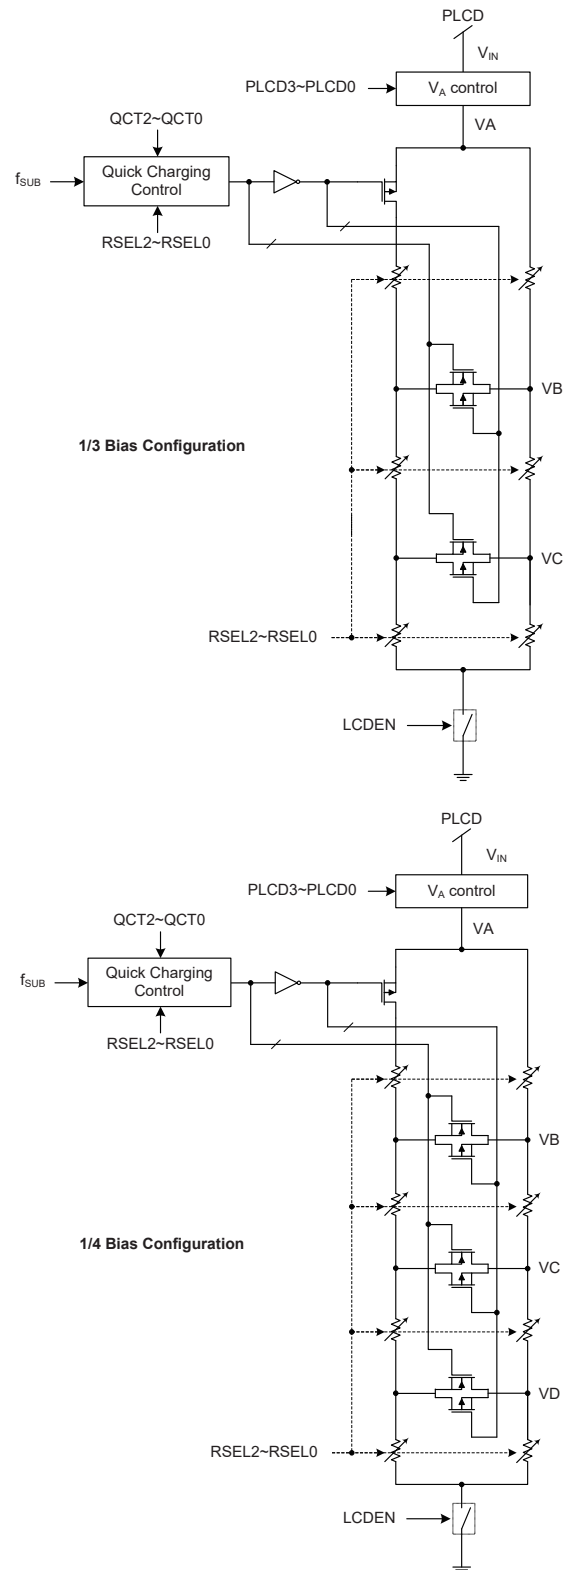 PLCD
V_IN
PLCD3~PLCD0
V_A control
VA
QCT2~QCT0
f_SUB
Quick Charging
Control
RSEL2~RSEL0
VB
1/3 Bias Configuration
VC
RSEL2~RSEL0
LCDEN
PLCD
V_IN
PLCD3~PLCD0
V_A control
VA
QCT2~QCT0
f_SUB
Quick Charging
Control
RSEL2~RSEL0
VB
1/4 Bias Configuration
VC
VD
RSEL2~RSEL0
LCDEN